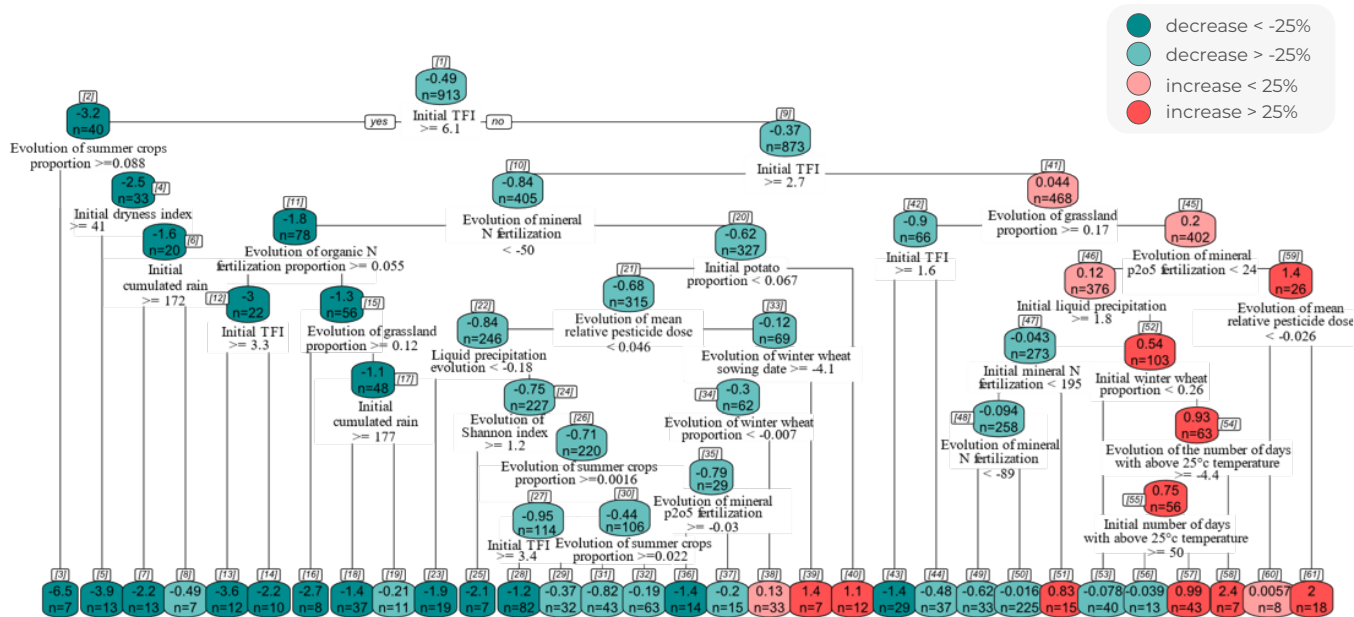 decrease < -25%
decrease > -25%
increase < 25%
increase > 25%
[1]
-0.49
n=913
Initial TFI
>= 6.1
yes
no
[2]
-3.2
n=40
Evolution of summer crops
proportion >=0.088
[4]
-2.5
n=33
Initial dryness index
>= 41
[6]
-1.6
n=20
Initial
cumulated rain
>= 172
[9]
-0.37
n=873
Initial TFI
>= 2.7
[10]
-0.84
n=405
Evolution of mineral
N fertilization
< -50
[11]
-1.8
n=78
Evolution of organic N
fertilization proportion >= 0.055
[12]
-3
n=22
Initial TFI
>= 3.3
[15]
-1.3
n=56
Evolution of grassland
proportion >= 0.12
[17]
-1.1
n=48
Initial
cumulated rain
>= 177
[20]
-0.62
n=327
Initial potato
proportion < 0.067
[21]
-0.68
n=315
Evolution of mean
relative pesticide dose
< 0.046
[22]
-0.84
n=246
Liquid precipitation
evolution < -0.18
[24]
-0.75
n=227
Evolution of
Shannon index
>= 1.2
[26]
-0.71
n=220
Evolution of summer crops
proportion >=0.0016
[27]
-0.95
n=114
Initial TFI
>= 3.4
[30]
-0.44
n=106
Evolution of summer crops
proportion >=0.022
[33]
-0.12
n=69
Evolution of winter wheat
sowing date >= -4.1
[34]
-0.3
n=62
Evolution of winter wheat
proportion < -0.007
[35]
-0.79
n=29
Evolution of mineral
p2o5 fertilization
>= -0.03
[41]
0.044
n=468
Evolution of grassland
proportion >= 0.17
[42]
-0.9
n=66
Initial TFI
>= 1.6
[45]
0.2
n=402
Evolution of mineral
p2o5 fertilization < 24
[46]
0.12
n=376
Initial liquid precipitation
>= 1.8
[47]
-0.043
n=273
Initial mineral N
fertilization < 195
[48]
-0.094
n=258
Evolution of mineral
N fertilization
< -89
[52]
0.54
n=103
Initial winter wheat
proportion < 0.26
[54]
0.93
n=63
Evolution of the number of days
with above 25°c temperature
>= -4.4
[55]
0.75
n=56
Initial number of days
with above 25°c temperature
>= 50
[59]
1.4
n=26
Evolution of mean
relative pesticide dose
< -0.026
[3]
-6.5
n=7
[5]
-3.9
n=13
[7]
-2.2
n=13
[8]
-0.49
n=7
[13]
-3.6
n=12
[14]
-2.2
n=10
[16]
-2.7
n=8
[18]
-1.4
n=37
[19]
-0.21
n=11
[23]
-1.9
n=19
[25]
-2.1
n=7
[28]
-1.2
n=82
[29]
-0.37
n=32
[31]
-0.82
n=43
[32]
-0.19
n=63
[36]
-1.4
n=14
[37]
-0.2
n=15
[38]
0.13
n=33
[39]
1.4
n=7
[40]
1.1
n=12
[43]
-1.4
n=29
[44]
-0.48
n=37
[49]
-0.62
n=33
[50]
-0.016
n=225
[51]
0.83
n=15
[53]
-0.078
n=40
[56]
-0.039
n=13
[57]
0.99
n=43
[58]
2.4
n=7
[60]
0.0057
n=8
[61]
2
n=18